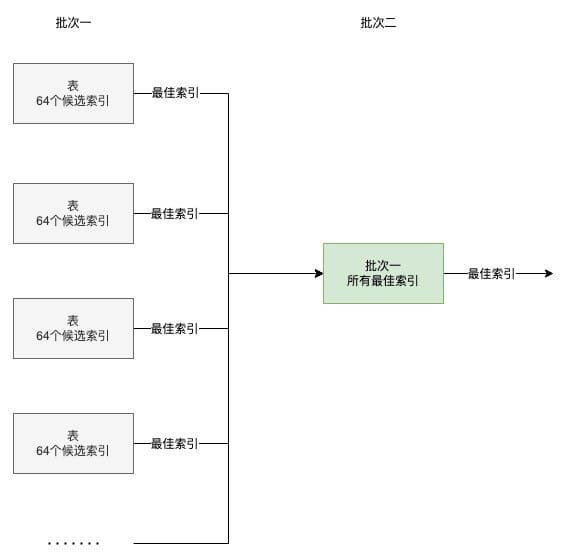 批次一
批次二
表
64个候选索引
最佳索引
表
64个候选索引
最佳索引
批次一
所有最佳索引
最佳索引
表
64个候选索引
最佳索引
表
64个候选索引
最佳索引
.......